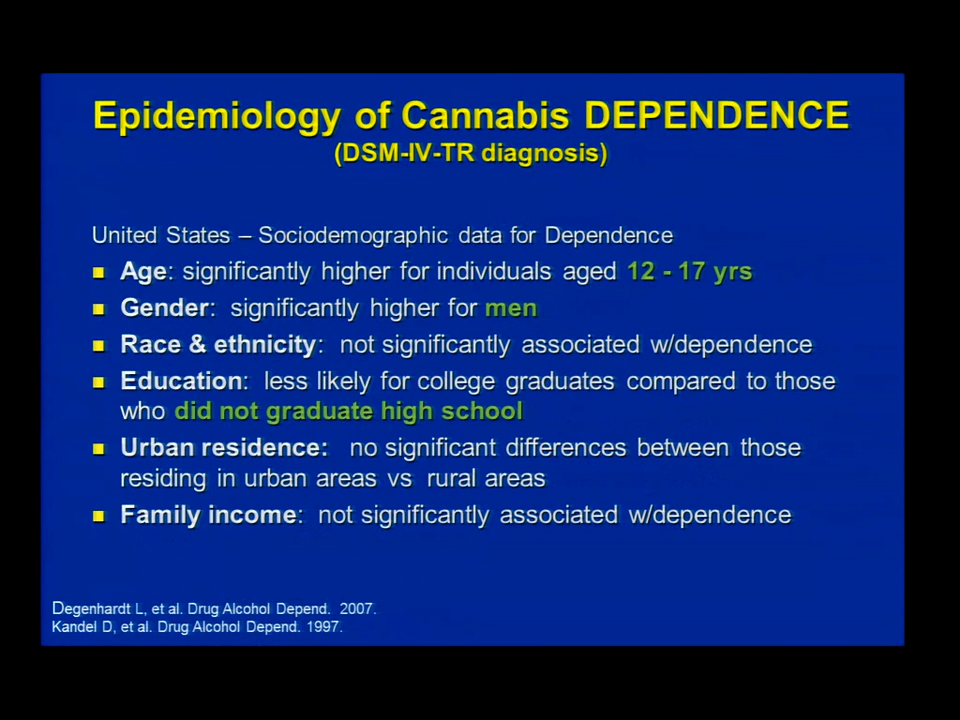 Epidemiology of Cannabis DEPENDENCE
(DSM-IV-TR diagnosis)
United States – Sociodemographic data for Dependence
Age: significantly higher for individuals aged 12 - 17 yrs
Gender: significantly higher for men
Race & ethnicity: not significantly associated w/dependence
Education: less likely for college graduates compared to those
who did not graduate high school
Urban residence: no significant differences between those
residing in urban areas vs rural areas
Family income: not significantly associated w/dependence
Degenhardt L, et al. Drug Alcohol Depend. 2007.
Kandel D, et al. Drug Alcohol Depend. 1997.